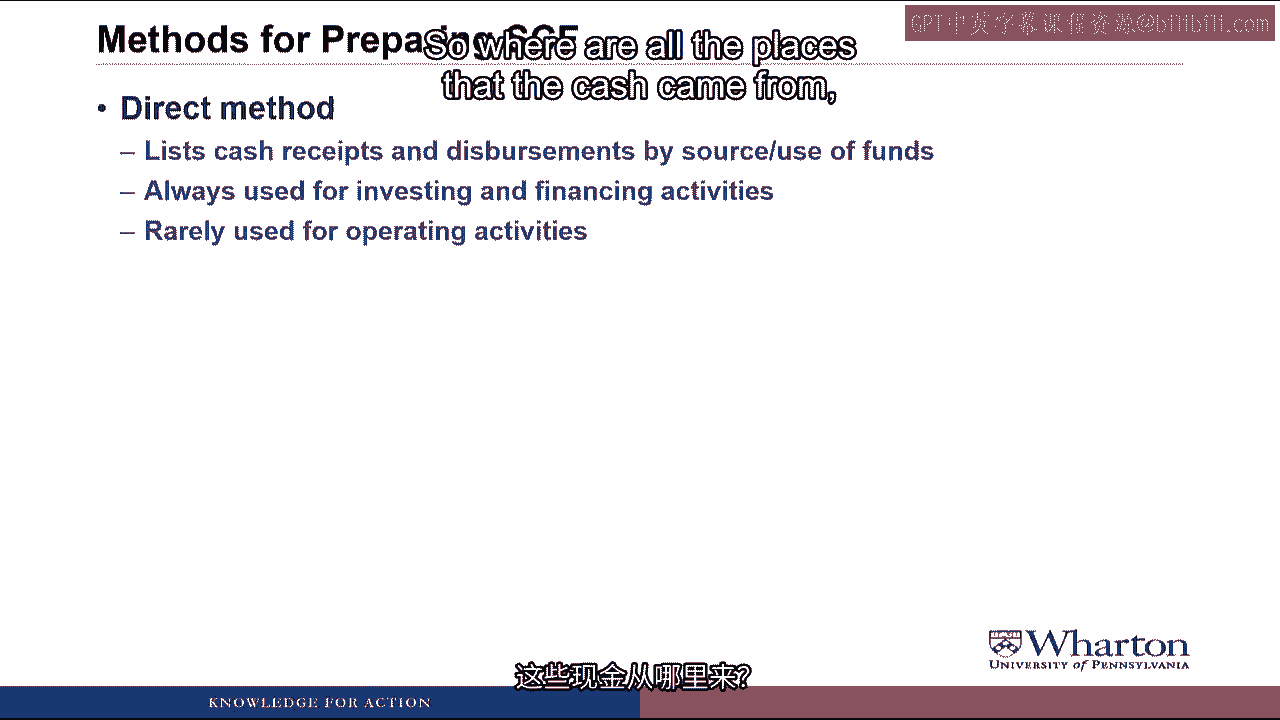 GPT中英字幕课程资源@bilibili.com
Methods for Preparing SCF
So where are all the places
that the cash came from,
• Direct method
– Lists cash receipts and disbursements by source/use of funds
– Always used for investing and financing activities
– Rarely used for operating activities
这些现金从哪里来?
Wharton
UNIVERSITY of PENNSYLVANIA
KNOWLEDGE FOR ACTION